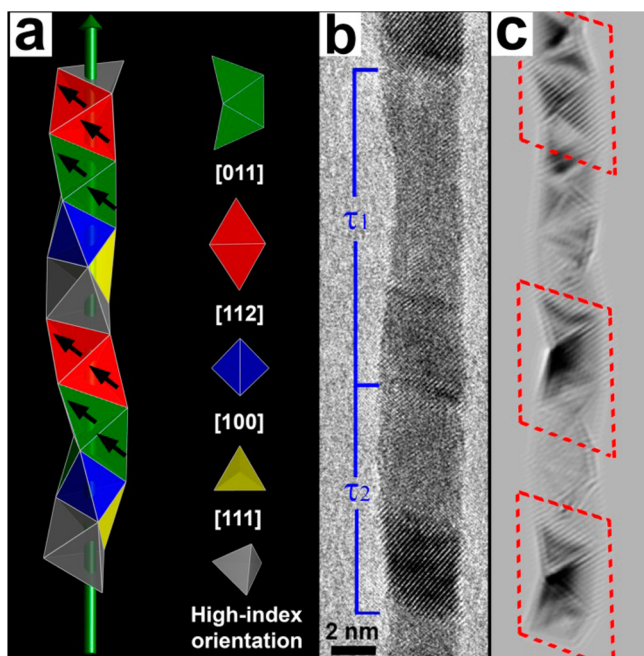 a
[011]
[112]
[100]
[111]
High-index
orientation
b
τ1
τ2
2 nm
c